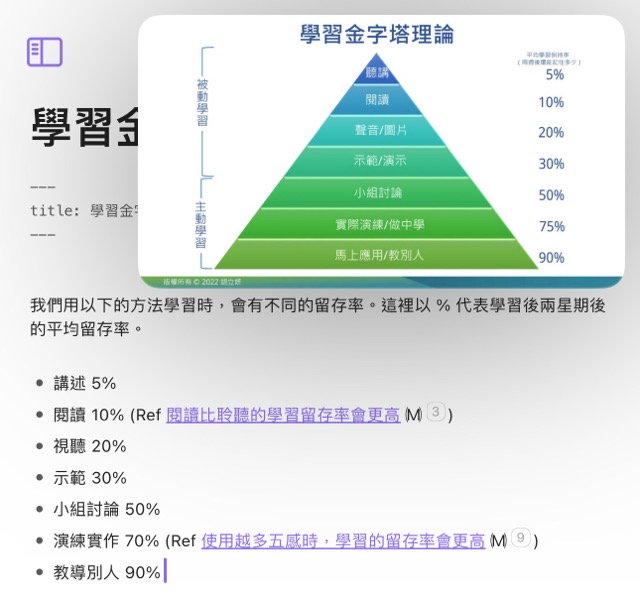 學習金字塔理論
平均學習保持率
(兩週後還能記住多少)
被動學習
聽講 5%
閱讀 10%
聲音/圖片 20%
示範/演示 30%
主動學習
小組討論 50%
實際演練/做中學 75%
馬上應用/教別人 90%
版權所有 © 2022
學習金
---
title: 學習金字
---
我們用以下的方法學習時,會有不同的留存率。這裡以 % 代表學習後兩星期後
的平均留存率。
• 講述 5%
• 閱讀 10% (Ref 閱讀比聆聽的學習留存率會更高 (M) 3 )
• 視聽 20%
• 示範 30%
• 小組討論 50%
• 演練實作 70% (Ref 使用越多五感時,學習的留存率會更高 (M) 9 )
• 教導別人 90%